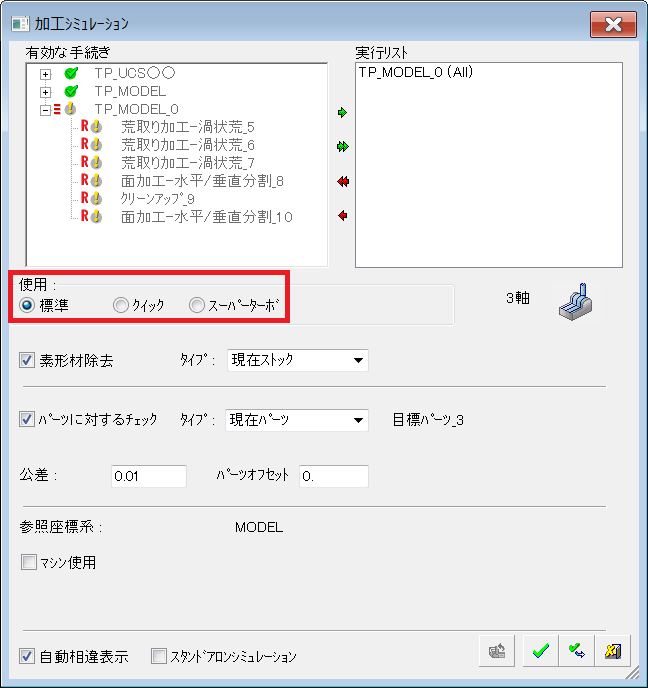 加工ｼﾐｭﾚｰｼｮﾝ
有効な手続き
TP_UCS〇〇
TP_MODEL
TP_MODEL_0
R 荒取り加工-渦状荒_5
R 荒取り加工-渦状荒_6
R 荒取り加工-渦状荒_7
R 面加工-水平/垂直分割_8
R ｸﾘｰﾝｱｯﾌﾟ_9
R 面加工-水平/垂直分割_10
実行リスト
TP_MODEL_0 (All)
使用 :
標準 ｸｲｯｸ ｽｰﾊﾟｰﾀｰﾎﾞ
3軸
素形材除去 ﾀｲﾌﾟ : 現在ｽﾄｯｸ
ﾊﾟｰﾂに対するﾁｪｯｸ ﾀｲﾌﾟ : 現在ﾊﾟｰﾂ 目標ﾊﾟｰﾂ_3
公差 : 0.01 ﾊﾟｰﾂｵﾌｾｯﾄ 0.
参照座標系 : MODEL
ﾏｼﾝ使用
自動相違表示 ｽﾀﾝﾄﾞｱﾛﾝｼﾐｭﾚｰｼｮﾝ